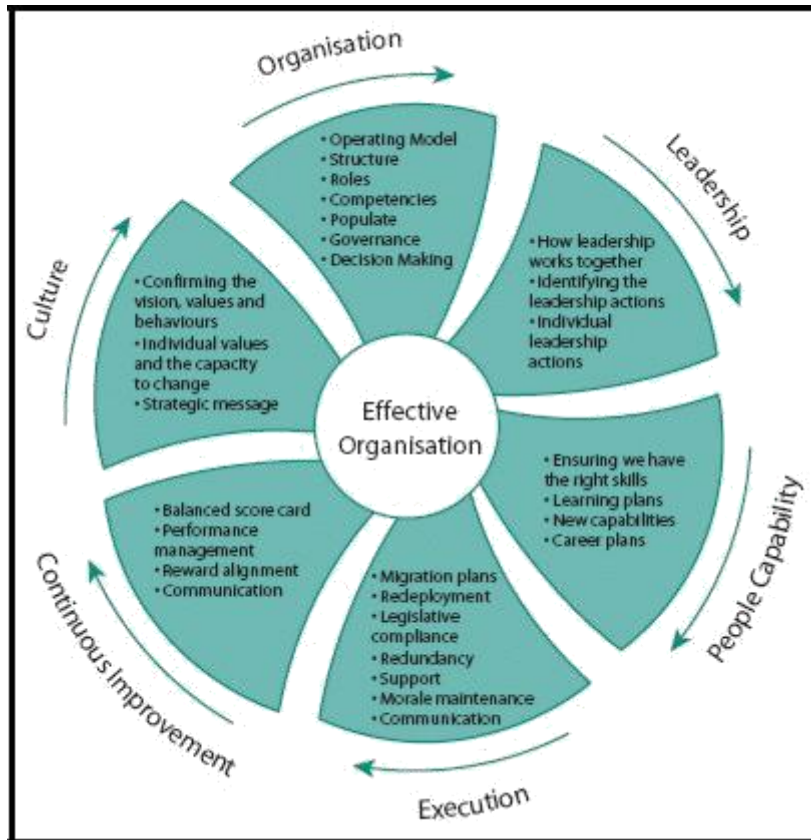 Organisation
• Operating Model
• Structure
• Roles
• Competencies
• Populate
• Governance
• Decision Making
Leadership
• How leadership
works together
• Identifying the
leadership actions
• Individual
leadership
actions
People Capability
• Ensuring we have
the right skills
• Learning plans
• New capabilities
• Career plans
Execution
• Migration plans
• Redeployment
• Legislative
compliance
• Redundancy
• Support
• Morale maintenance
• Communication
Continuous Improvement
• Balanced score card
• Performance
management
• Reward alignment
• Communication
Culture
• Confirming the
vision, values and
behaviours
• Individual values
and the capacity
to change
• Strategic message
Effective
Organisation